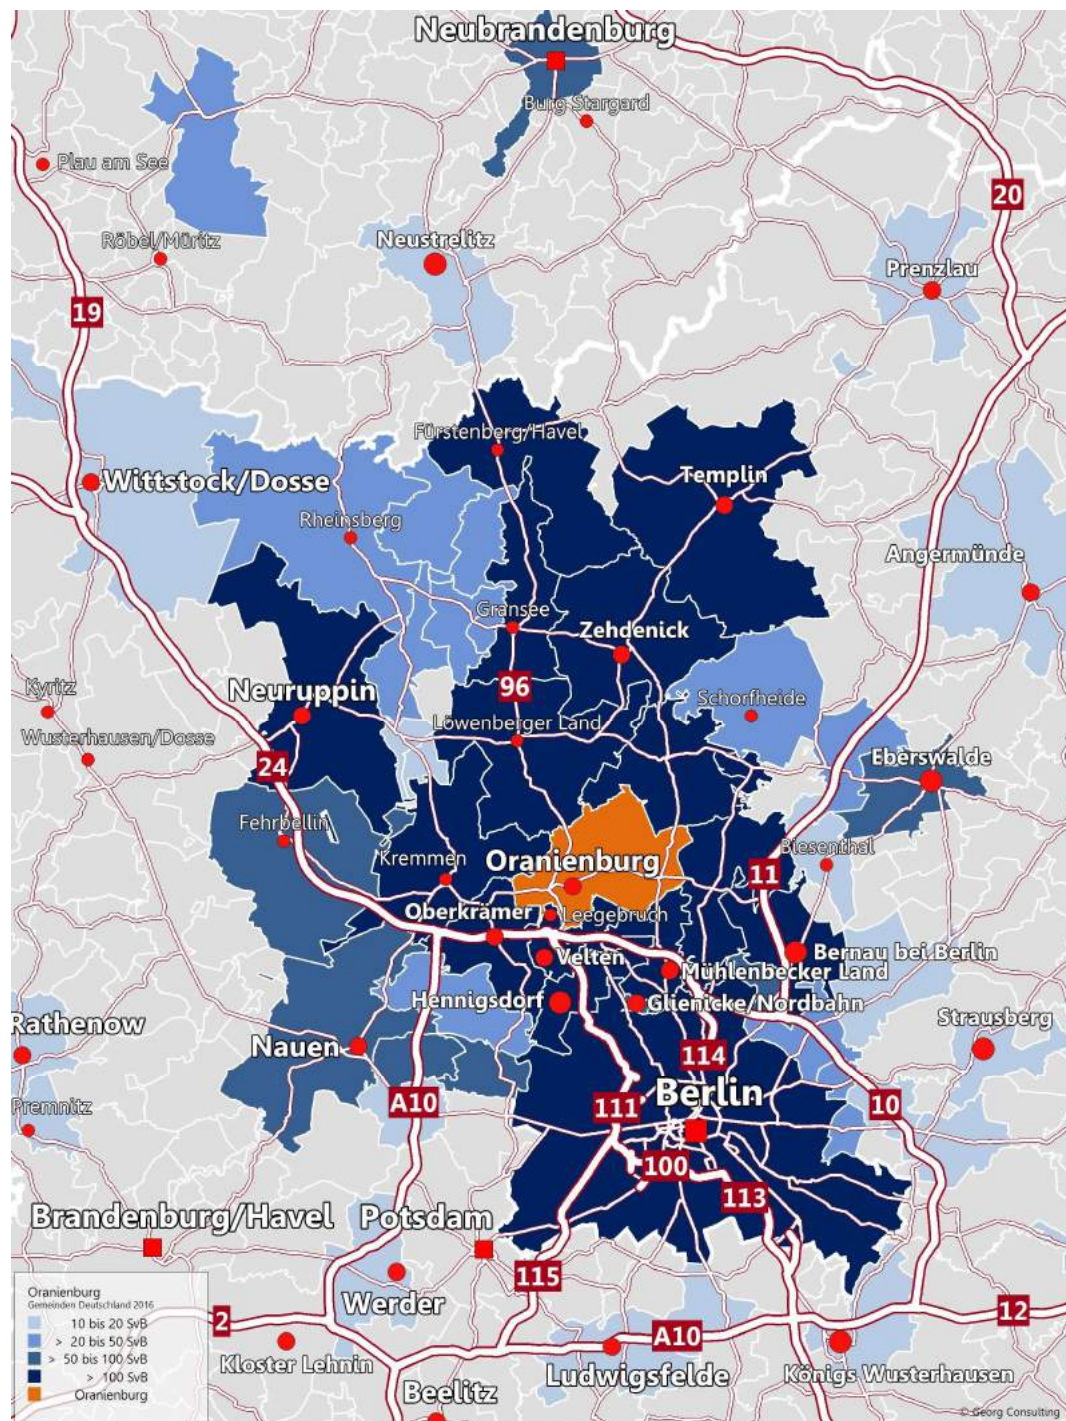 Neubrandenburg
Burg Stargard
Plau am See
20
Röbel/Müritz
Neustrelitz
Prenzlau
19
Fürstenberg/Havel
Wittstock/Dosse
Templin
Rheinsberg
Angermünde
Gransee
Zehdenick
Kyritz
Neuruppin
96
Schorfheide
Löwenberger Land
Wusterhausen/Dosse
24
Eberswalde
Fehrbellin
Kremmen
Oranienburg
Biesenthal
11
Oberkrämer
Leegebruch
Velten
Bernau bei Berlin
Mühlenbecker Land
Hennigsdorf
Glienicke/Nordbahn
Rathenow
Strausberg
Nauen
114
Berlin
Premnitz
A10
111
10
100
113
Brandenburg/Havel
Potsdam
115
Werder
2
12
A10
Kloster Lehnin
Ludwigsfelde
Königs Wusterhausen
Beelitz
Oranienburg
Gemeinden Deutschland 2016
10 bis 20 SvB
> 20 bis 50 SvB
> 50 bis 100 SvB
> 100 SvB
Oranienburg
© Georg Consulting